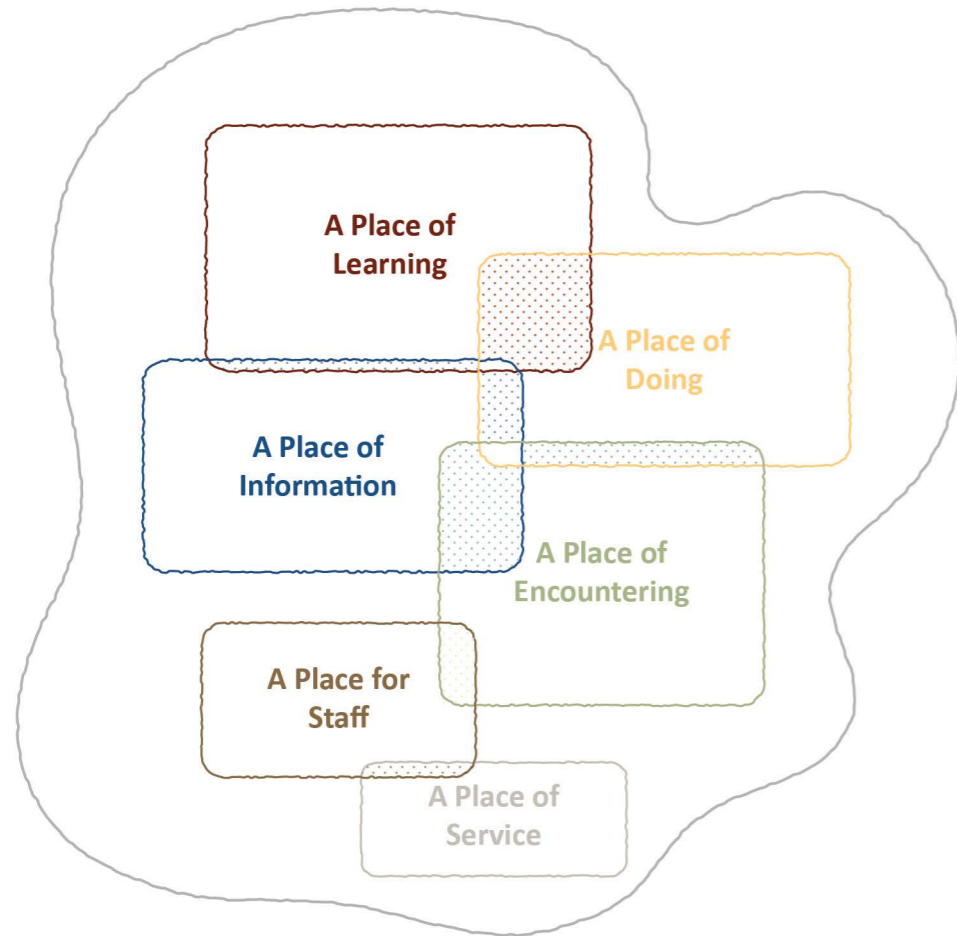 A Place of
Learning
A Place of
Doing
A Place of
Information
A Place of
Encountering
A Place for
Staff
A Place of
Service